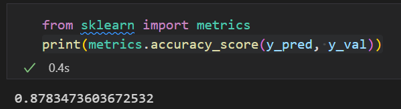 from sklearn import metrics
print(metrics.accuracy_score(y_pred, y_val))
✓ 0.4s
0.8783473603672532